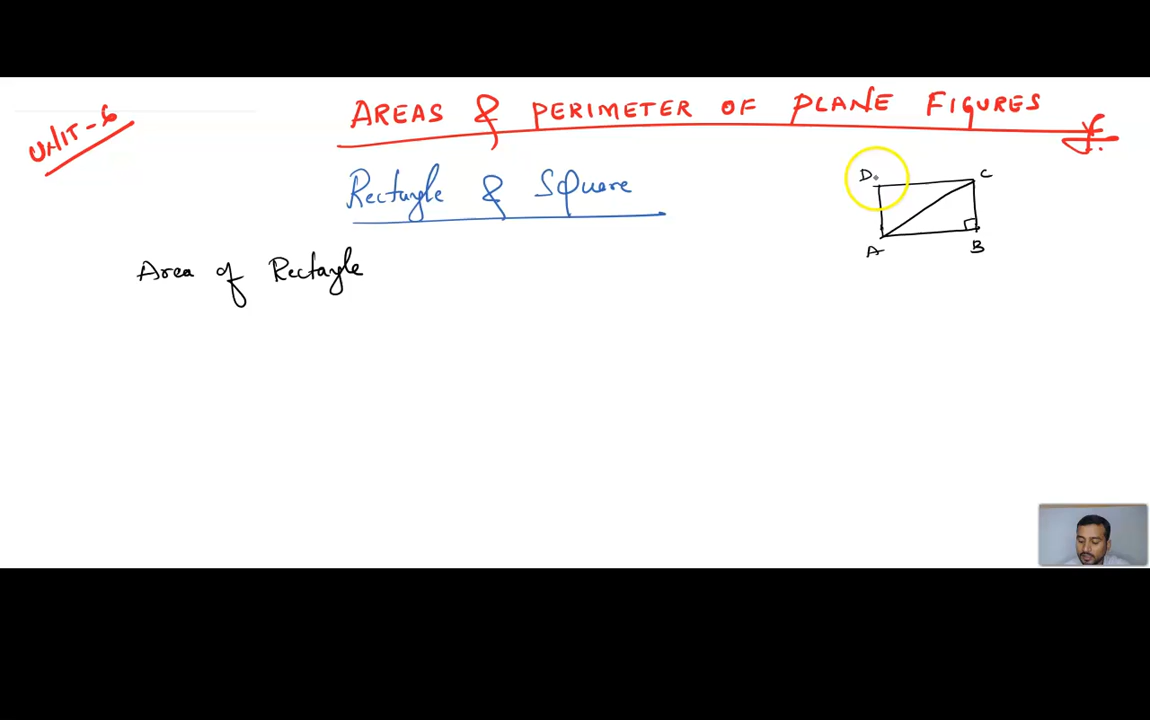 UNIT-6
AREAS & PERIMETER OF PLANE FIGURES
Rectangle & Square
D C
A B
Area of Rectangle